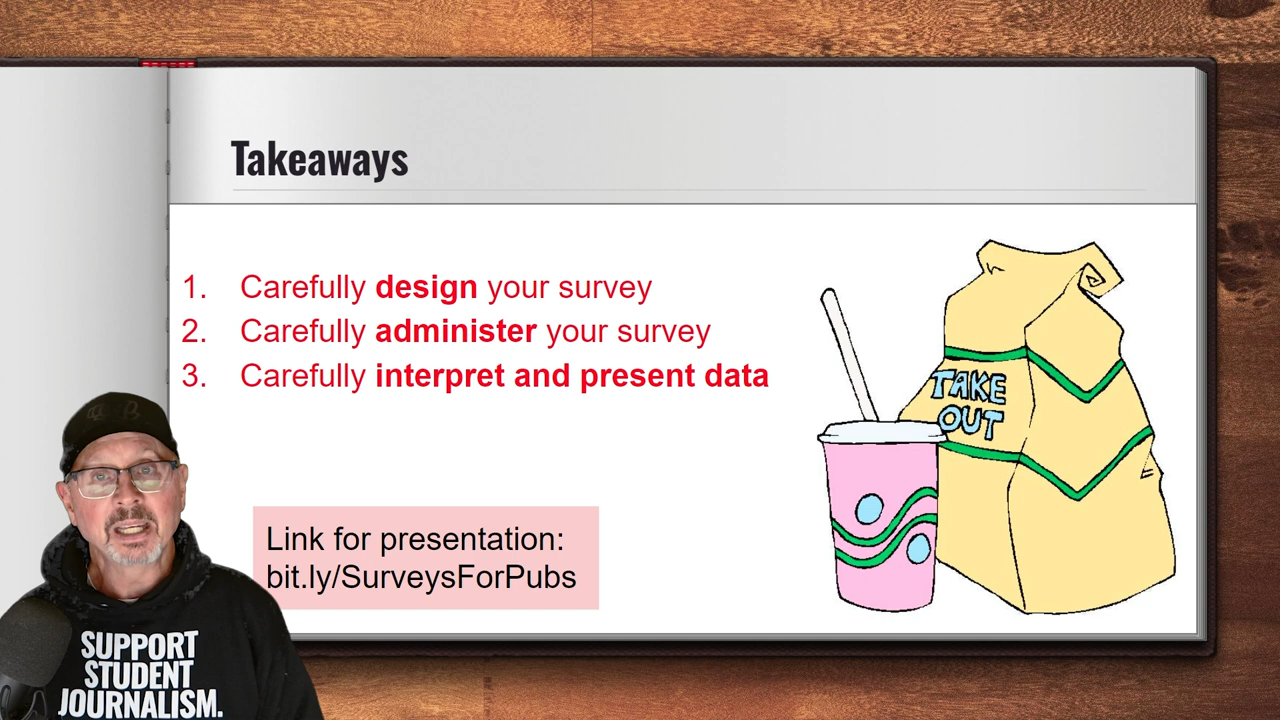 Takeaways
1. Carefully design your survey
2. Carefully administer your survey
3. Carefully interpret and present data
TAKE
OUT
Link for presentation:
bit.ly/SurveysForPubs
SUPPORT
STUDENT
JOURNALISM.